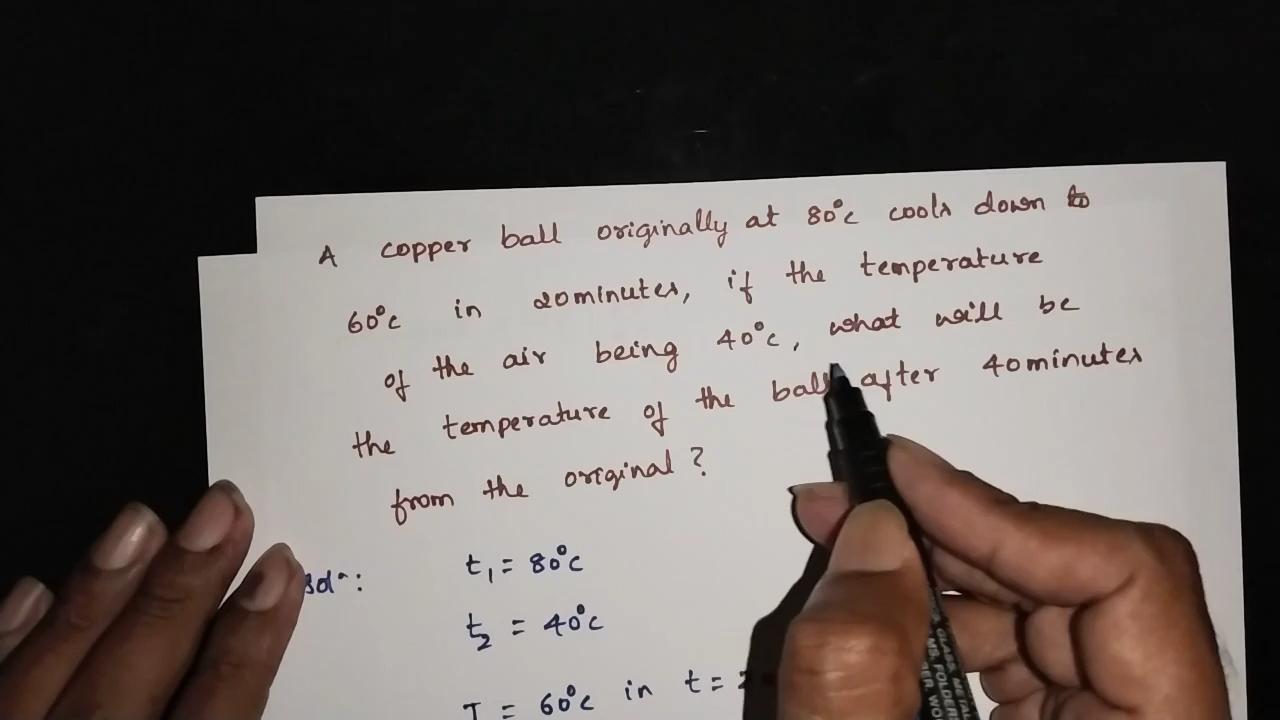 A copper ball originally at 80°c cools down to
60°c in 20minutes, if the temperature
of the air being 40°c, what will be
the temperature of the ball after 40minutes
from the original?
t₁ = 80°c
t₂ = 40°c
T = 60°c in t =